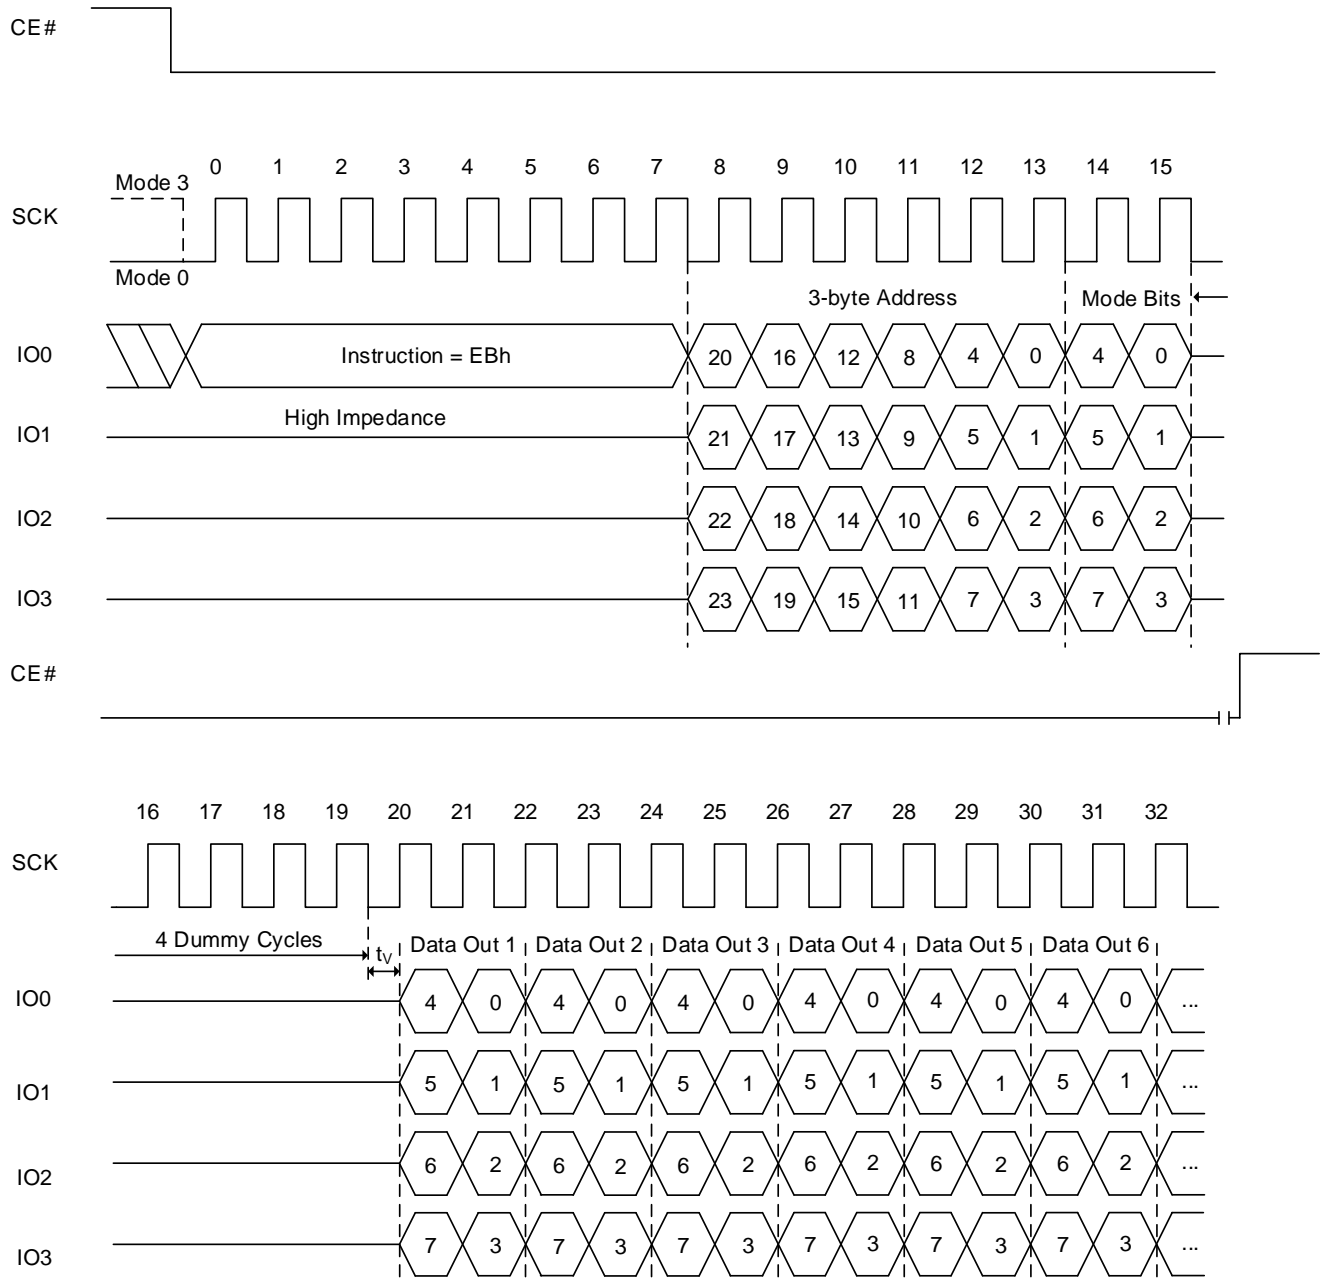 CE#
0 1 2 3 4 5 6 7 8 9 10 11 12 13 14 15
Mode 3
SCK
Mode 0
3-byte Address Mode Bits
IO0 Instruction = EBh 20 16 12 8 4 0 4 0
High Impedance
IO1 21 17 13 9 5 1 5 1
IO2 22 18 14 10 6 2 6 2
IO3 23 19 15 11 7 3 7 3
CE#
16 17 18 19 20 21 22 23 24 25 26 27 28 29 30 31 32
SCK
4 Dummy Cycles tV Data Out 1 Data Out 2 Data Out 3 Data Out 4 Data Out 5 Data Out 6
IO0 4 0 4 0 4 0 4 0 4 0 4 0 ...
IO1 5 1 5 1 5 1 5 1 5 1 5 1 ...
IO2 6 2 6 2 6 2 6 2 6 2 6 2 ...
IO3 7 3 7 3 7 3 7 3 7 3 7 3 ...